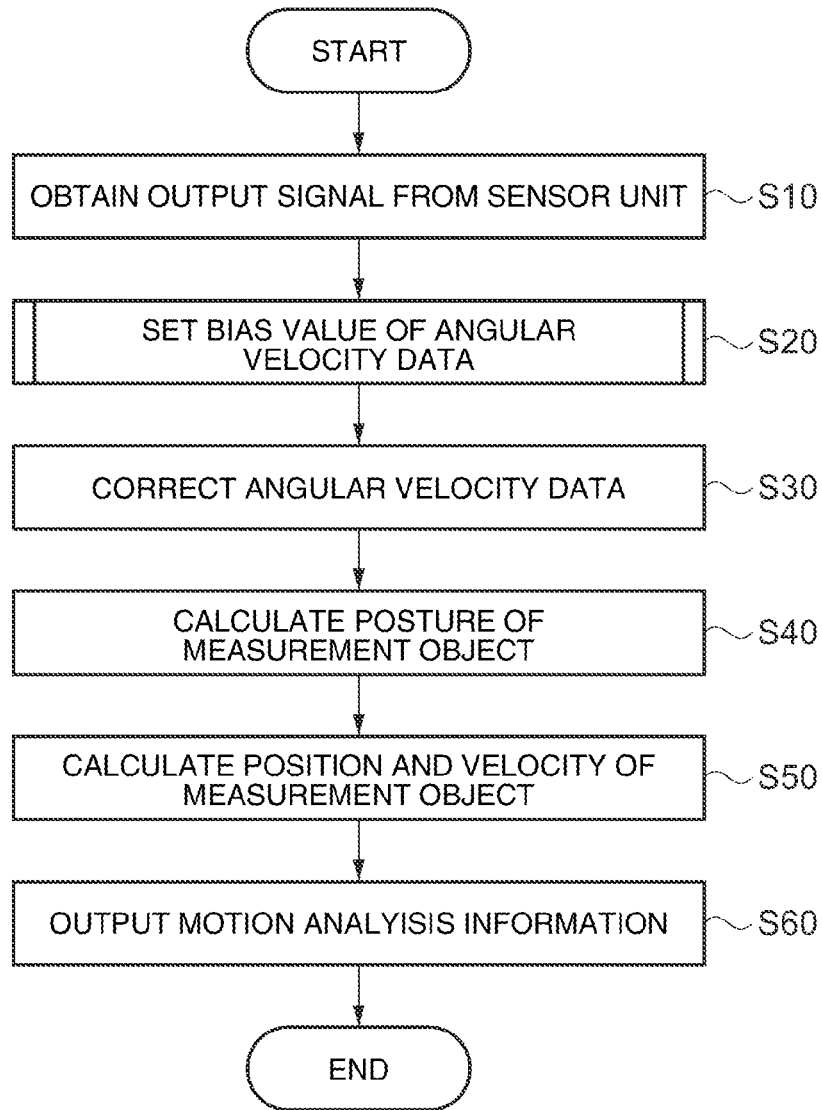 START
OBTAIN OUTPUT SIGNAL FROM SENSOR UNIT S10
SET BIAS VALUE OF ANGULAR
VELOCITY DATA S20
CORRECT ANGULAR VELOCITY DATA S30
CALCULATE POSTURE OF
MEASUREMENT OBJECT S40
CALCULATE POSITION AND VELOCITY OF
MEASUREMENT OBJECT S50
OUTPUT MOTION ANALYISIS INFORMATION S60
END